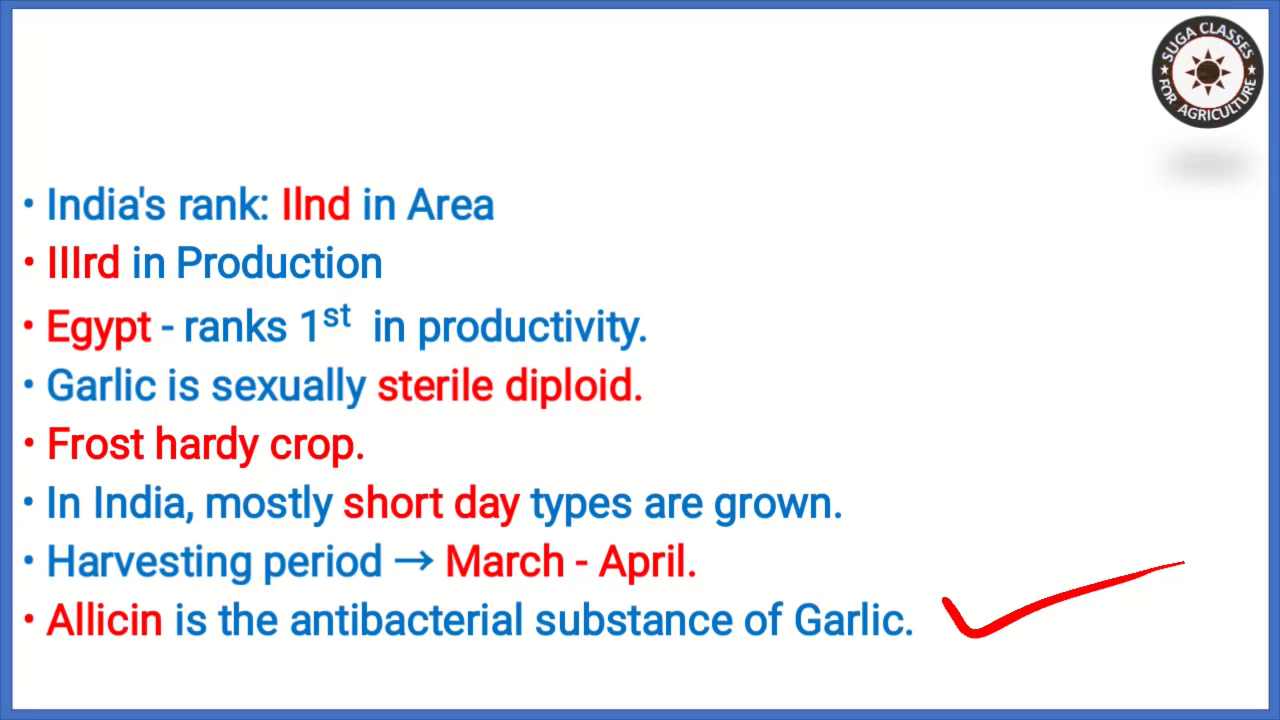 SUGA CLASSES
FOR AGRICULTURE
• India's rank: IInd in Area
• IIIrd in Production
• Egypt - ranks 1st in productivity.
• Garlic is sexually sterile diploid.
• Frost hardy crop.
• In India, mostly short day types are grown.
• Harvesting period → March - April.
• Allicin is the antibacterial substance of Garlic.